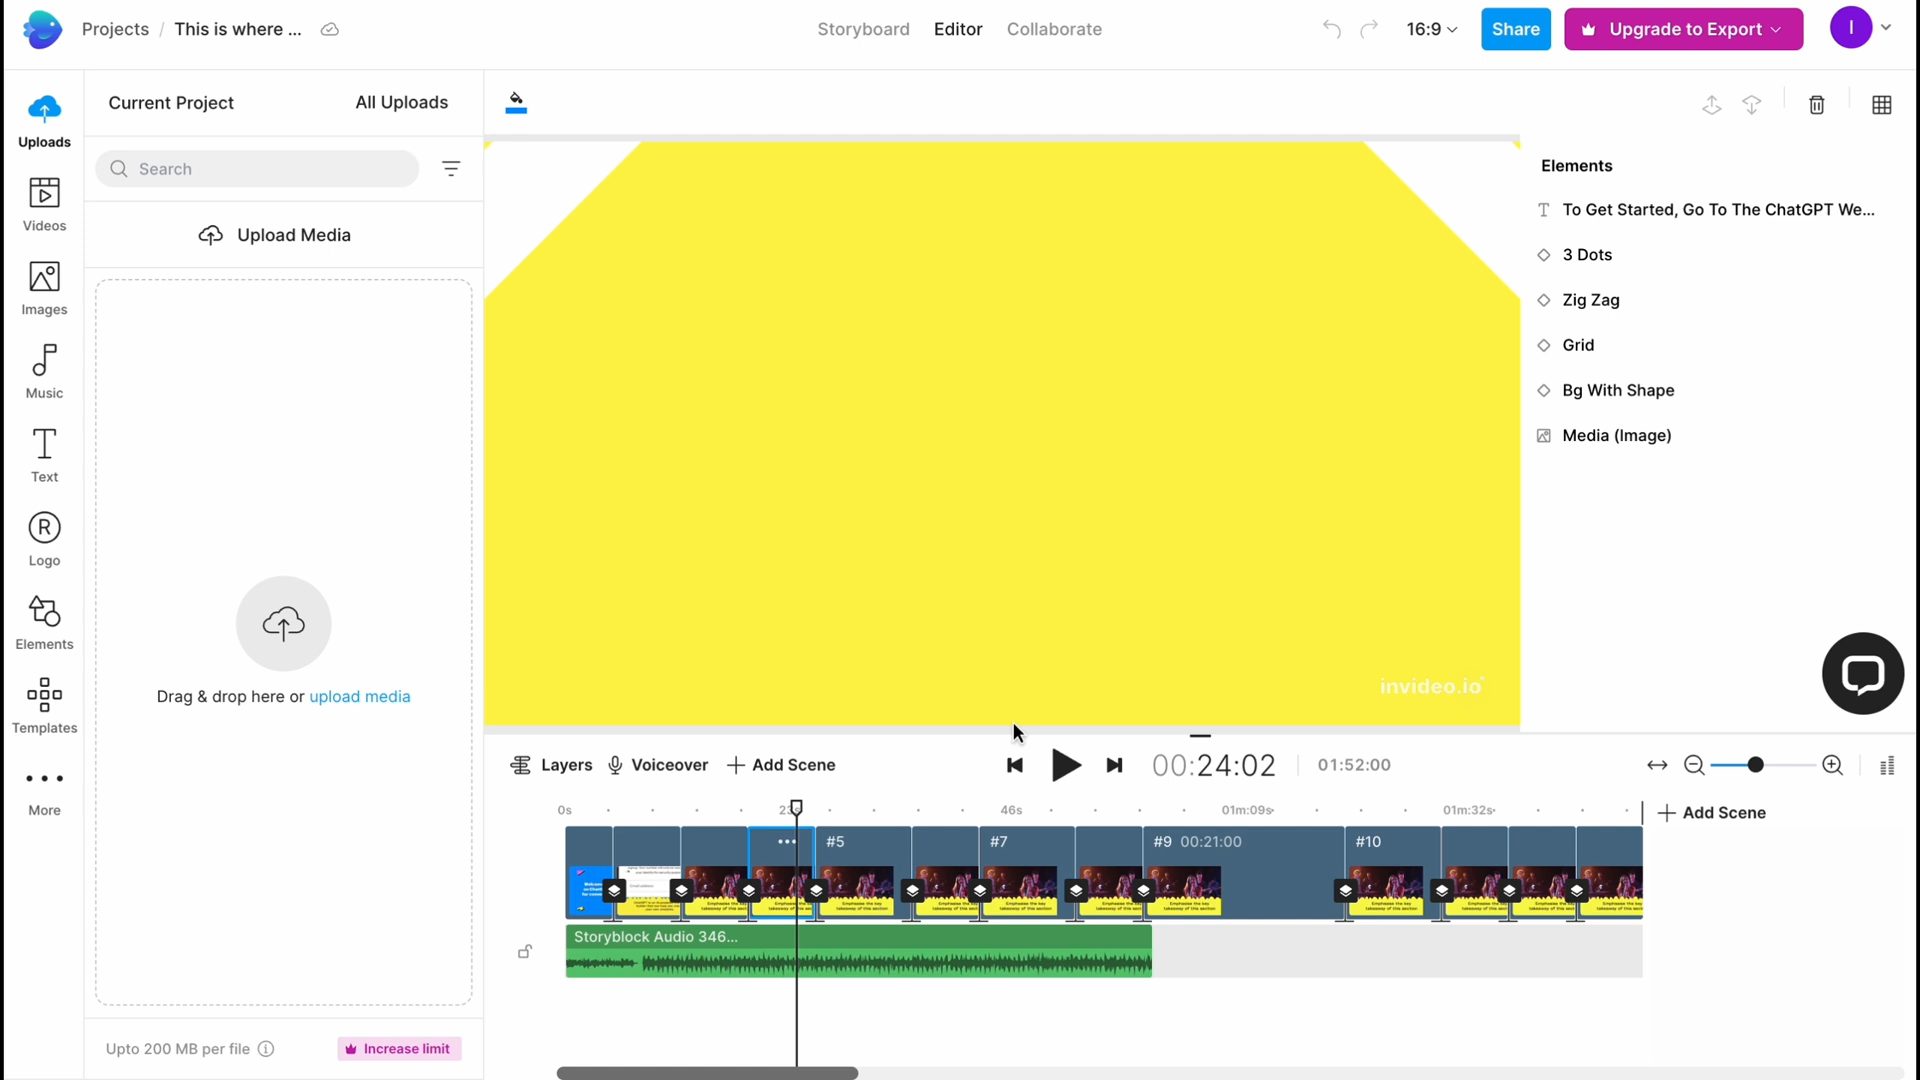 Projects / This is where ...
Storyboard Editor Collaborate
16:9
Share
Upgrade to Export
I
Uploads
Videos
Images
Music
Text
Logo
Elements
Templates
More
Current Project All Uploads
Search
Upload Media
Drag & drop here or upload media
Upto 200 MB per file
Increase limit
invideo.io
Elements
To Get Started, Go To The ChatGPT We...
3 Dots
Zig Zag
Grid
Bg With Shape
Media (Image)
Layers Voiceover + Add Scene
00:24:02 01:52:00
0s 46s 01m:09s 01m:32s
+ Add Scene
#5 #7 #9 00:21:00 #10
Storyblock Audio 346...